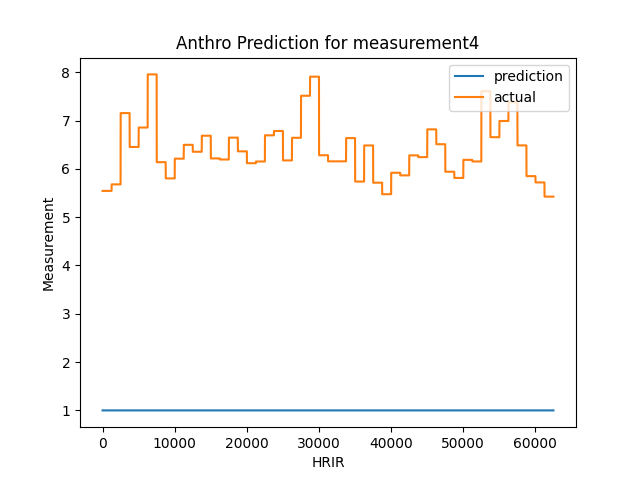 Anthro Prediction for measurement4
prediction
actual
8
7
6
5
4
3
2
1
Measurement
0 10000 20000 30000 40000 50000 60000
HRIR